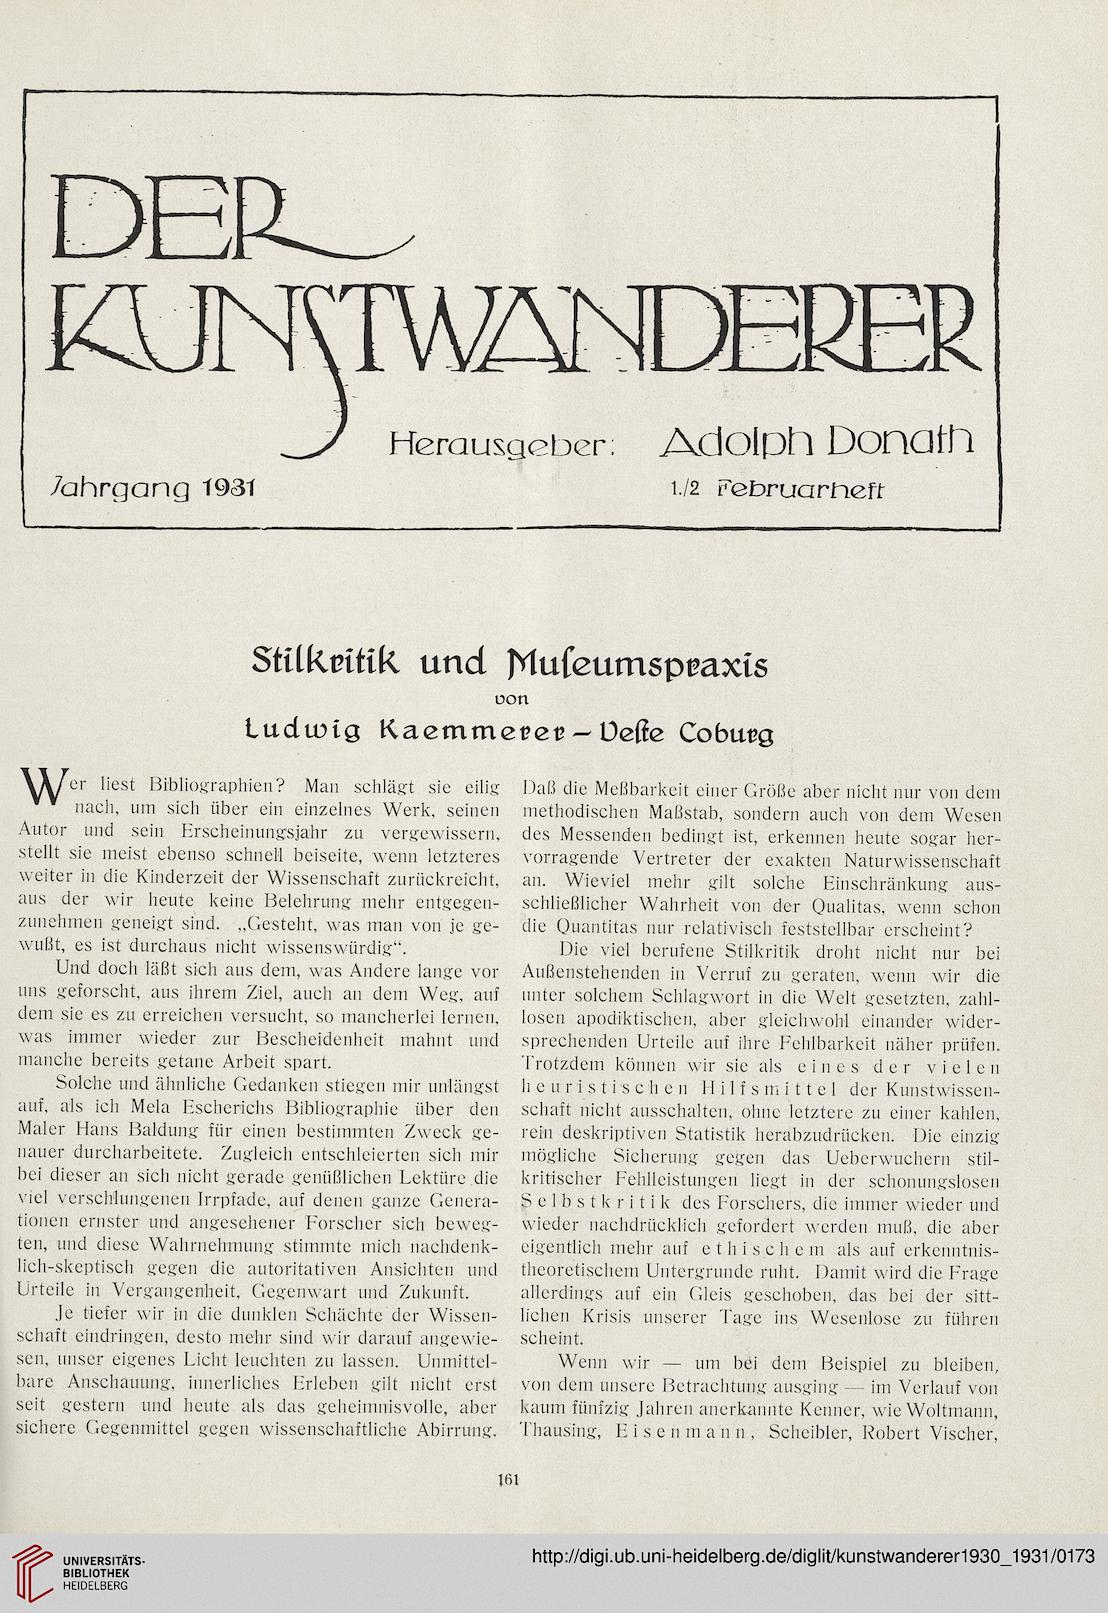 DER
KUNSTWANDERER
Herausgeber: Adolph Donath
Jahrgang 1931 1./2 Februarheft
Stilkritik und Muſeumspraxis
von
Ludwig Kaemmerer – Veſte Coburg
Wer liest Bibliographien? Man schlägt sie eilig
nach, um sich über ein einzelnes Werk, seinen
Autor und sein Erscheinungsjahr zu vergewissern,
stellt sie meist ebenso schnell beiseite, wenn letzteres
weiter in die Kinderzeit der Wissenschaft zurückreicht,
aus der wir heute keine Belehrung mehr entgegen-
zunehmen geneigt sind. „Gesteht, was man von je ge-
wußt, es ist durchaus nicht wissenswürdig“.
Und doch läßt sich aus dem, was Andere lange vor
uns geforscht, aus ihrem Ziel, auch an dem Weg, auf
dem sie es zu erreichen versucht, so mancherlei lernen,
was immer wieder zur Bescheidenheit mahnt und
manche bereits getane Arbeit spart.
Solche und ähnliche Gedanken stiegen mir unlängst
auf, als ich Mela Escherichs Bibliographie über den
Maler Hans Baldung für einen bestimmten Zweck ge-
nauer durcharbeitete. Zugleich entschleierten sich mir
bei dieser an sich nicht gerade genüßlichen Lektüre die
viel verschlungenen Irrpfade, auf denen ganze Genera-
tionen ernster und angesehener Forscher sich beweg-
ten, und diese Wahrnehmung stimmte mich nachdenk-
lich-skeptisch gegen die autoritativen Ansichten und
Urteile in Vergangenheit, Gegenwart und Zukunft.
Je tiefer wir in die dunklen Schächte der Wissen-
schaft eindringen, desto mehr sind wir darauf angewie-
sen, unser eigenes Licht leuchten zu lassen. Unmittel-
bare Anschauung, innerliches Erleben gilt nicht erst
seit gestern und heute als das geheimnisvolle, aber
sichere Gegenmittel gegen wissenschaftliche Abirrung.
Daß die Meßbarkeit einer Größe aber nicht nur von dem
methodischen Maßstab, sondern auch von dem Wesen
des Messenden bedingt ist, erkennen heute sogar her-
vorragende Vertreter der exakten Naturwissenschaft
an. Wieviel mehr gilt solche Einschränkung aus-
schließlicher Wahrheit von der Qualitas, wenn schon
die Quantitas nur relativisch feststellbar erscheint?
Die viel berufene Stilkritik droht nicht nur bei
Außenstehenden in Verruf zu geraten, wenn wir die
unter solchem Schlagwort in die Welt gesetzten, zahl-
losen apodiktischen, aber gleichwohl einander wider-
sprechenden Urteile auf ihre Fehlbarkeit näher prüfen.
Trotzdem können wir sie als eines der vielen
heuristischen Hilfsmittel der Kunstwissen-
schaft nicht ausschalten, ohne letztere zu einer kahlen,
rein deskriptiven Statistik herabzudrücken. Die einzig
mögliche Sicherung gegen das Ueberwuchern stil-
kritischer Fehlleistungen liegt in der schonungslosen
Selbstkritik des Forschers, die immer wieder und
wieder nachdrücklich gefordert werden muß, die aber
eigentlich mehr auf ethischem als auf erkenntnis-
theoretischem Untergrunde ruht. Damit wird die Frage
allerdings auf ein Gleis geschoben, das bei der sitt-
lichen Krisis unserer Tage ins Wesenlose zu führen
scheint.
Wenn wir — um bei dem Beispiel zu bleiben,
von dem unsere Betrachtung ausging — im Verlauf von
kaum fünfzig Jahren anerkannte Kenner, wie Woltmann,
Thausing, Eisenmann, Scheibler, Robert Vischer,
161
UNIVERSITÄTS-
BIBLIOTHEK
HEIDELBERG
http://digi.ub.uni-heidelberg.de/diglit/kunstwanderer1930_1931/0173